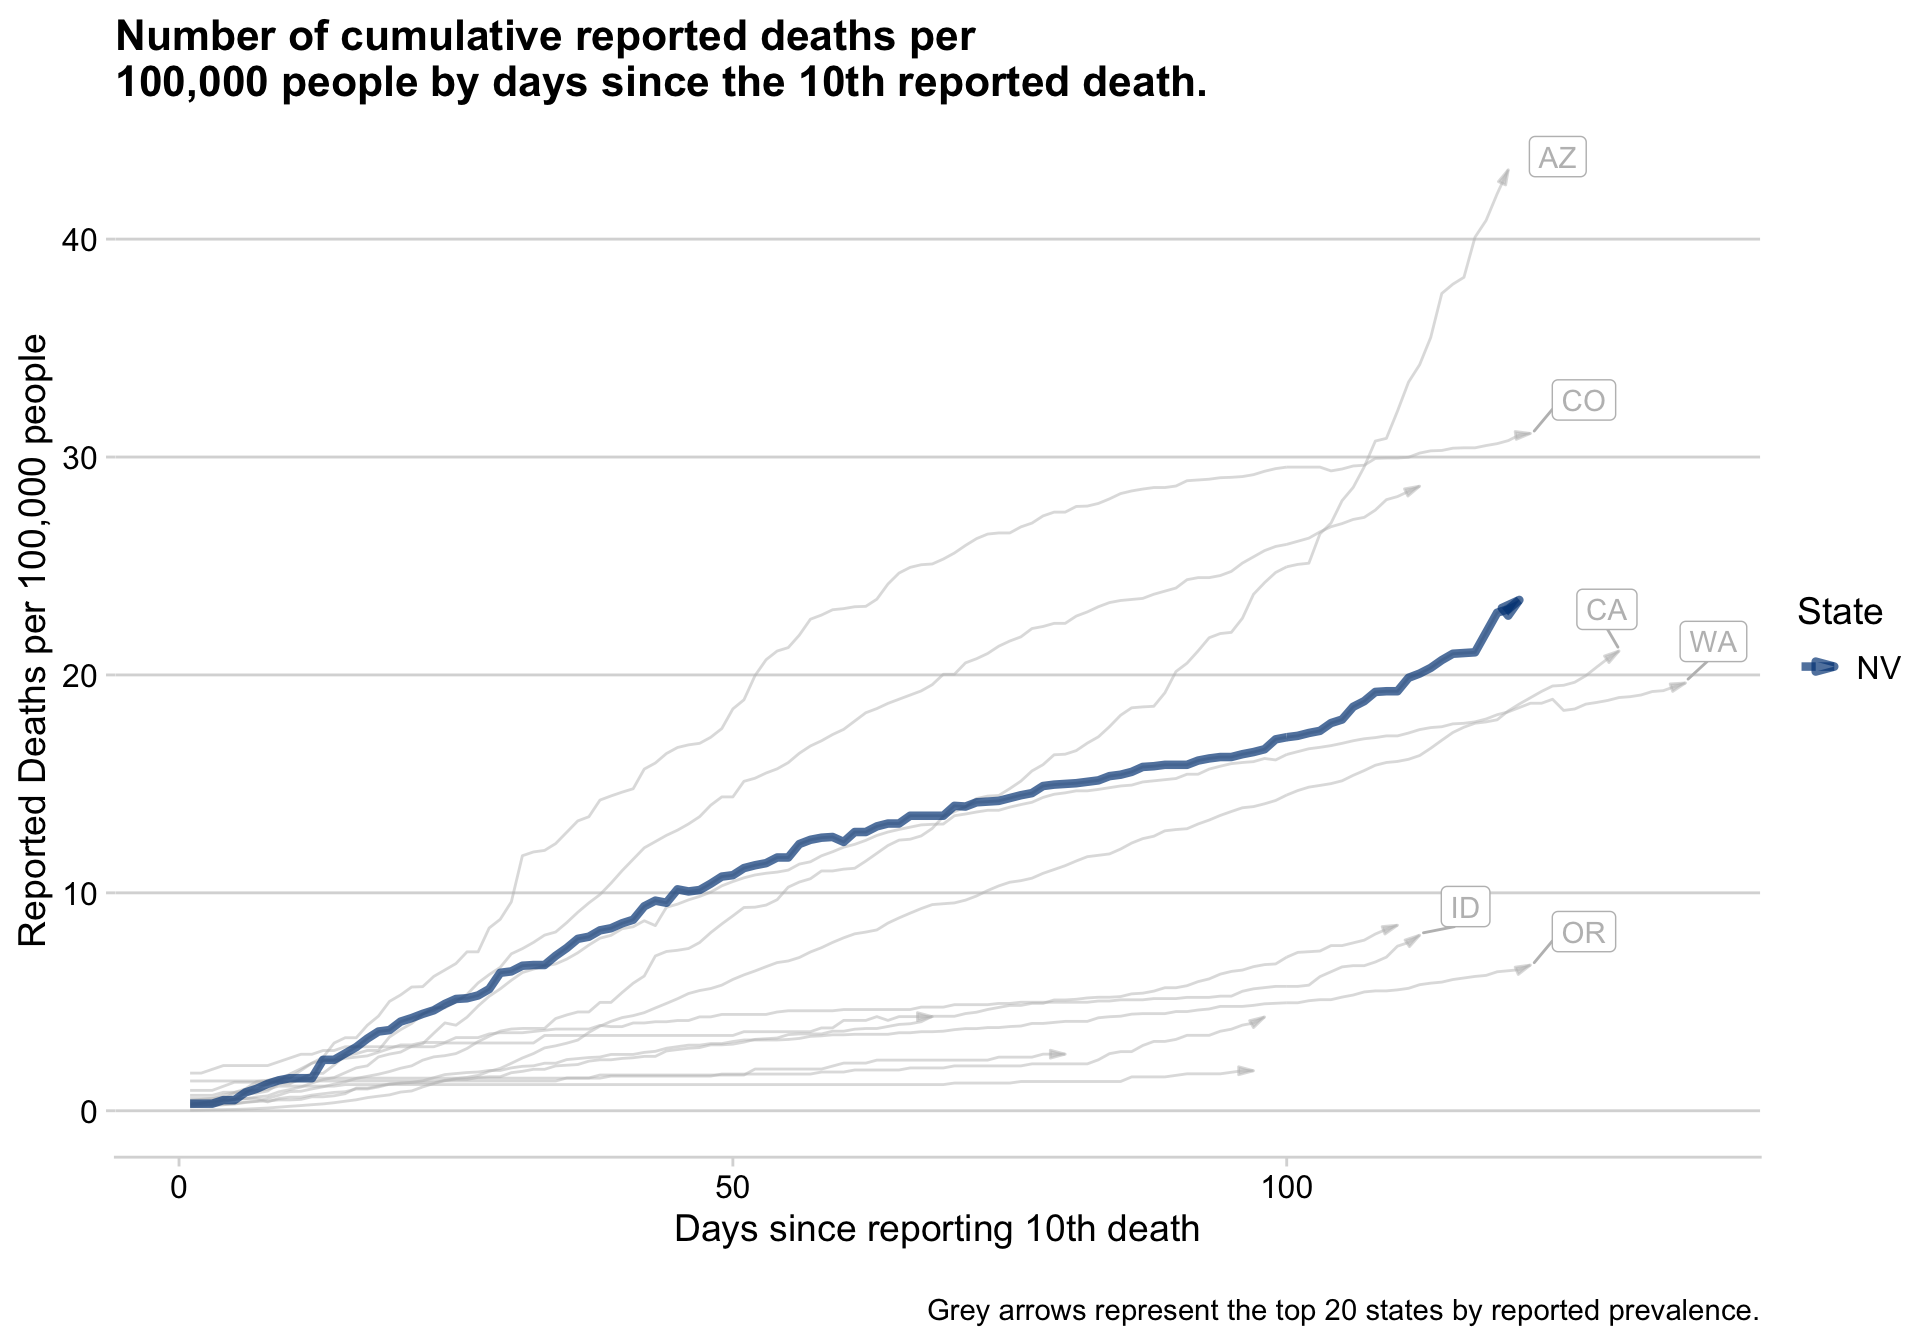 Number of cumulative reported deaths per
100,000 people by days since the 10th reported death.
AZ
40
CO
30
CA
WA
20
State
NV
ID
OR
10
0
Reported Deaths per 100,000 people
0 50 100
Days since reporting 10th death
Grey arrows represent the top 20 states by reported prevalence.